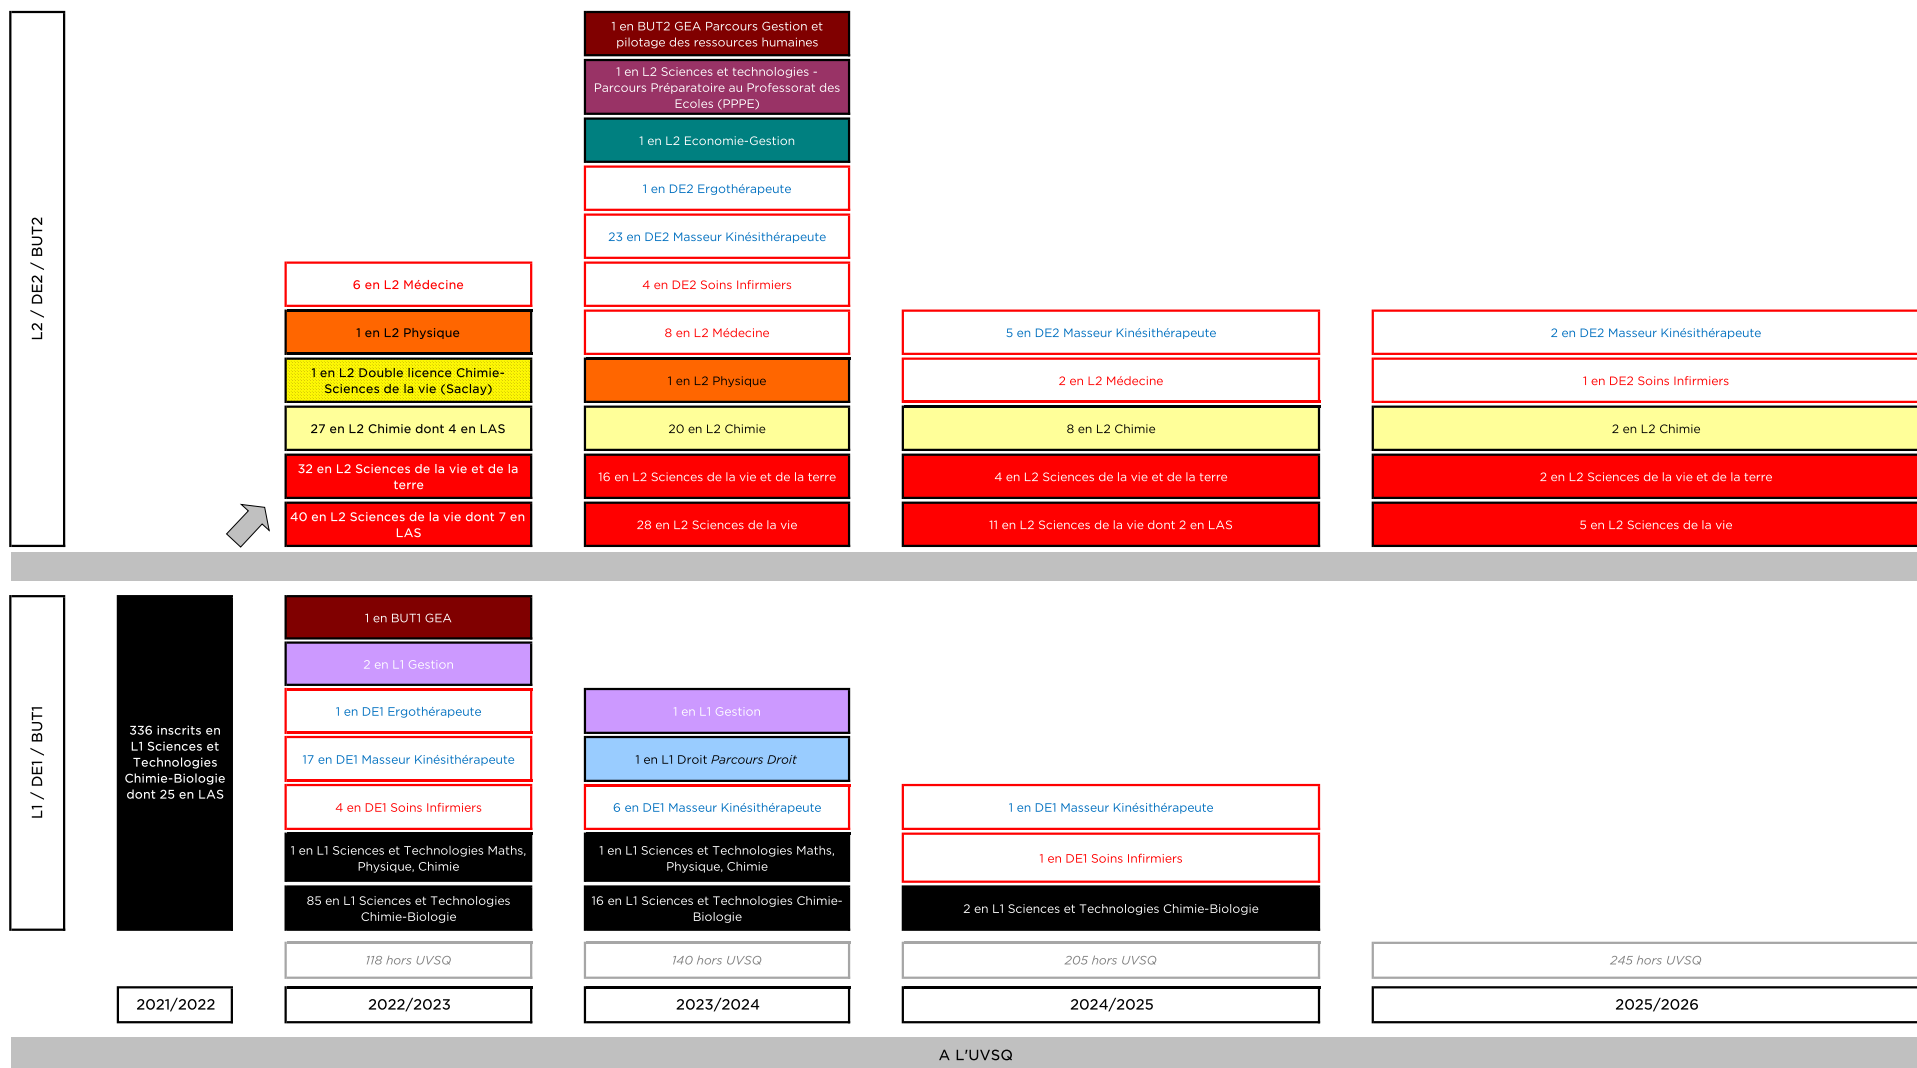 L2 / DE2 / BUT2
6 en L2 Médecine
1 en L2 Physique
1 en L2 Double licence Chimie-
Sciences de la vie (Saclay)
27 en L2 Chimie dont 4 en LAS
32 en L2 Sciences de la vie et de la
terre
40 en L2 Sciences de la vie dont 7 en
LAS
1 en BUT2 GEA Parcours Gestion et
pilotage des ressources humaines
1 en L2 Sciences et technologies -
Parcours Préparatoire au Professorat des
Ecoles (PPPE)
1 en L2 Economie-Gestion
1 en DE2 Ergothérapeute
23 en DE2 Masseur Kinésithérapeute
4 en DE2 Soins Infirmiers
8 en L2 Médecine
1 en L2 Physique
20 en L2 Chimie
16 en L2 Sciences de la vie et de la terre
28 en L2 Sciences de la vie
5 en DE2 Masseur Kinésithérapeute
2 en L2 Médecine
8 en L2 Chimie
4 en L2 Sciences de la vie et de la terre
11 en L2 Sciences de la vie dont 2 en LAS
2 en DE2 Masseur Kinésithérapeute
1 en DE2 Soins Infirmiers
2 en L2 Chimie
2 en L2 Sciences de la vie et de la terre
5 en L2 Sciences de la vie
L1 / DE1 / BUT1
336 inscrits en
L1 Sciences et
Technologies
Chimie-Biologie
dont 25 en LAS
1 en BUT1 GEA
2 en L1 Gestion
1 en DE1 Ergothérapeute
17 en DE1 Masseur Kinésithérapeute
4 en DE1 Soins Infirmiers
1 en L1 Sciences et Technologies Maths,
Physique, Chimie
85 en L1 Sciences et Technologies
Chimie-Biologie
1 en L1 Gestion
1 en L1 Droit Parcours Droit
6 en DE1 Masseur Kinésithérapeute
1 en L1 Sciences et Technologies Maths,
Physique, Chimie
16 en L1 Sciences et Technologies Chimie-
Biologie
1 en DE1 Masseur Kinésithérapeute
1 en DE1 Soins Infirmiers
2 en L1 Sciences et Technologies Chimie-Biologie
118 hors UVSQ
140 hors UVSQ
205 hors UVSQ
245 hors UVSQ
2021/2022
2022/2023
2023/2024
2024/2025
2025/2026
A L'UVSQ